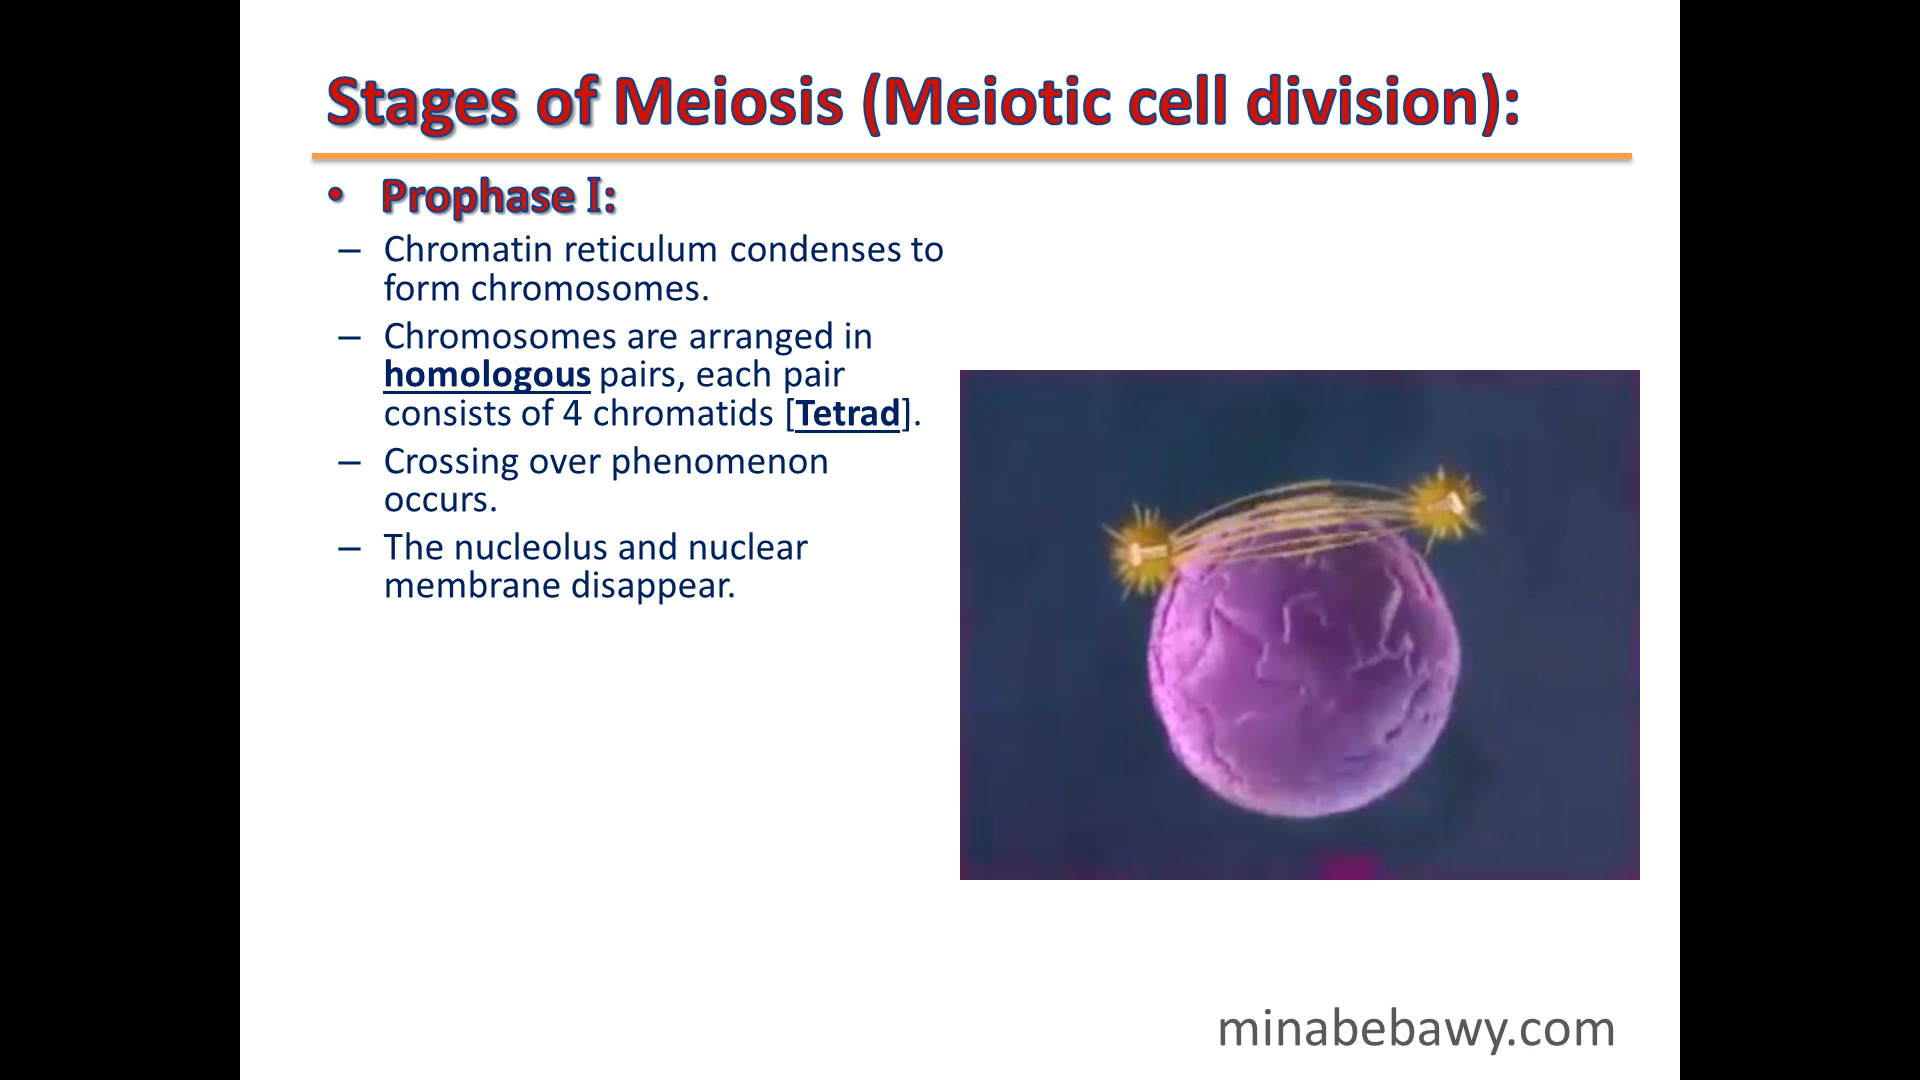 Stages of Meiosis (Meiotic cell division):
• Prophase I:
– Chromatin reticulum condenses to
form chromosomes.
– Chromosomes are arranged in
homologous pairs, each pair
consists of 4 chromatids [Tetrad].
– Crossing over phenomenon
occurs.
– The nucleolus and nuclear
membrane disappear.
minabebawy.com